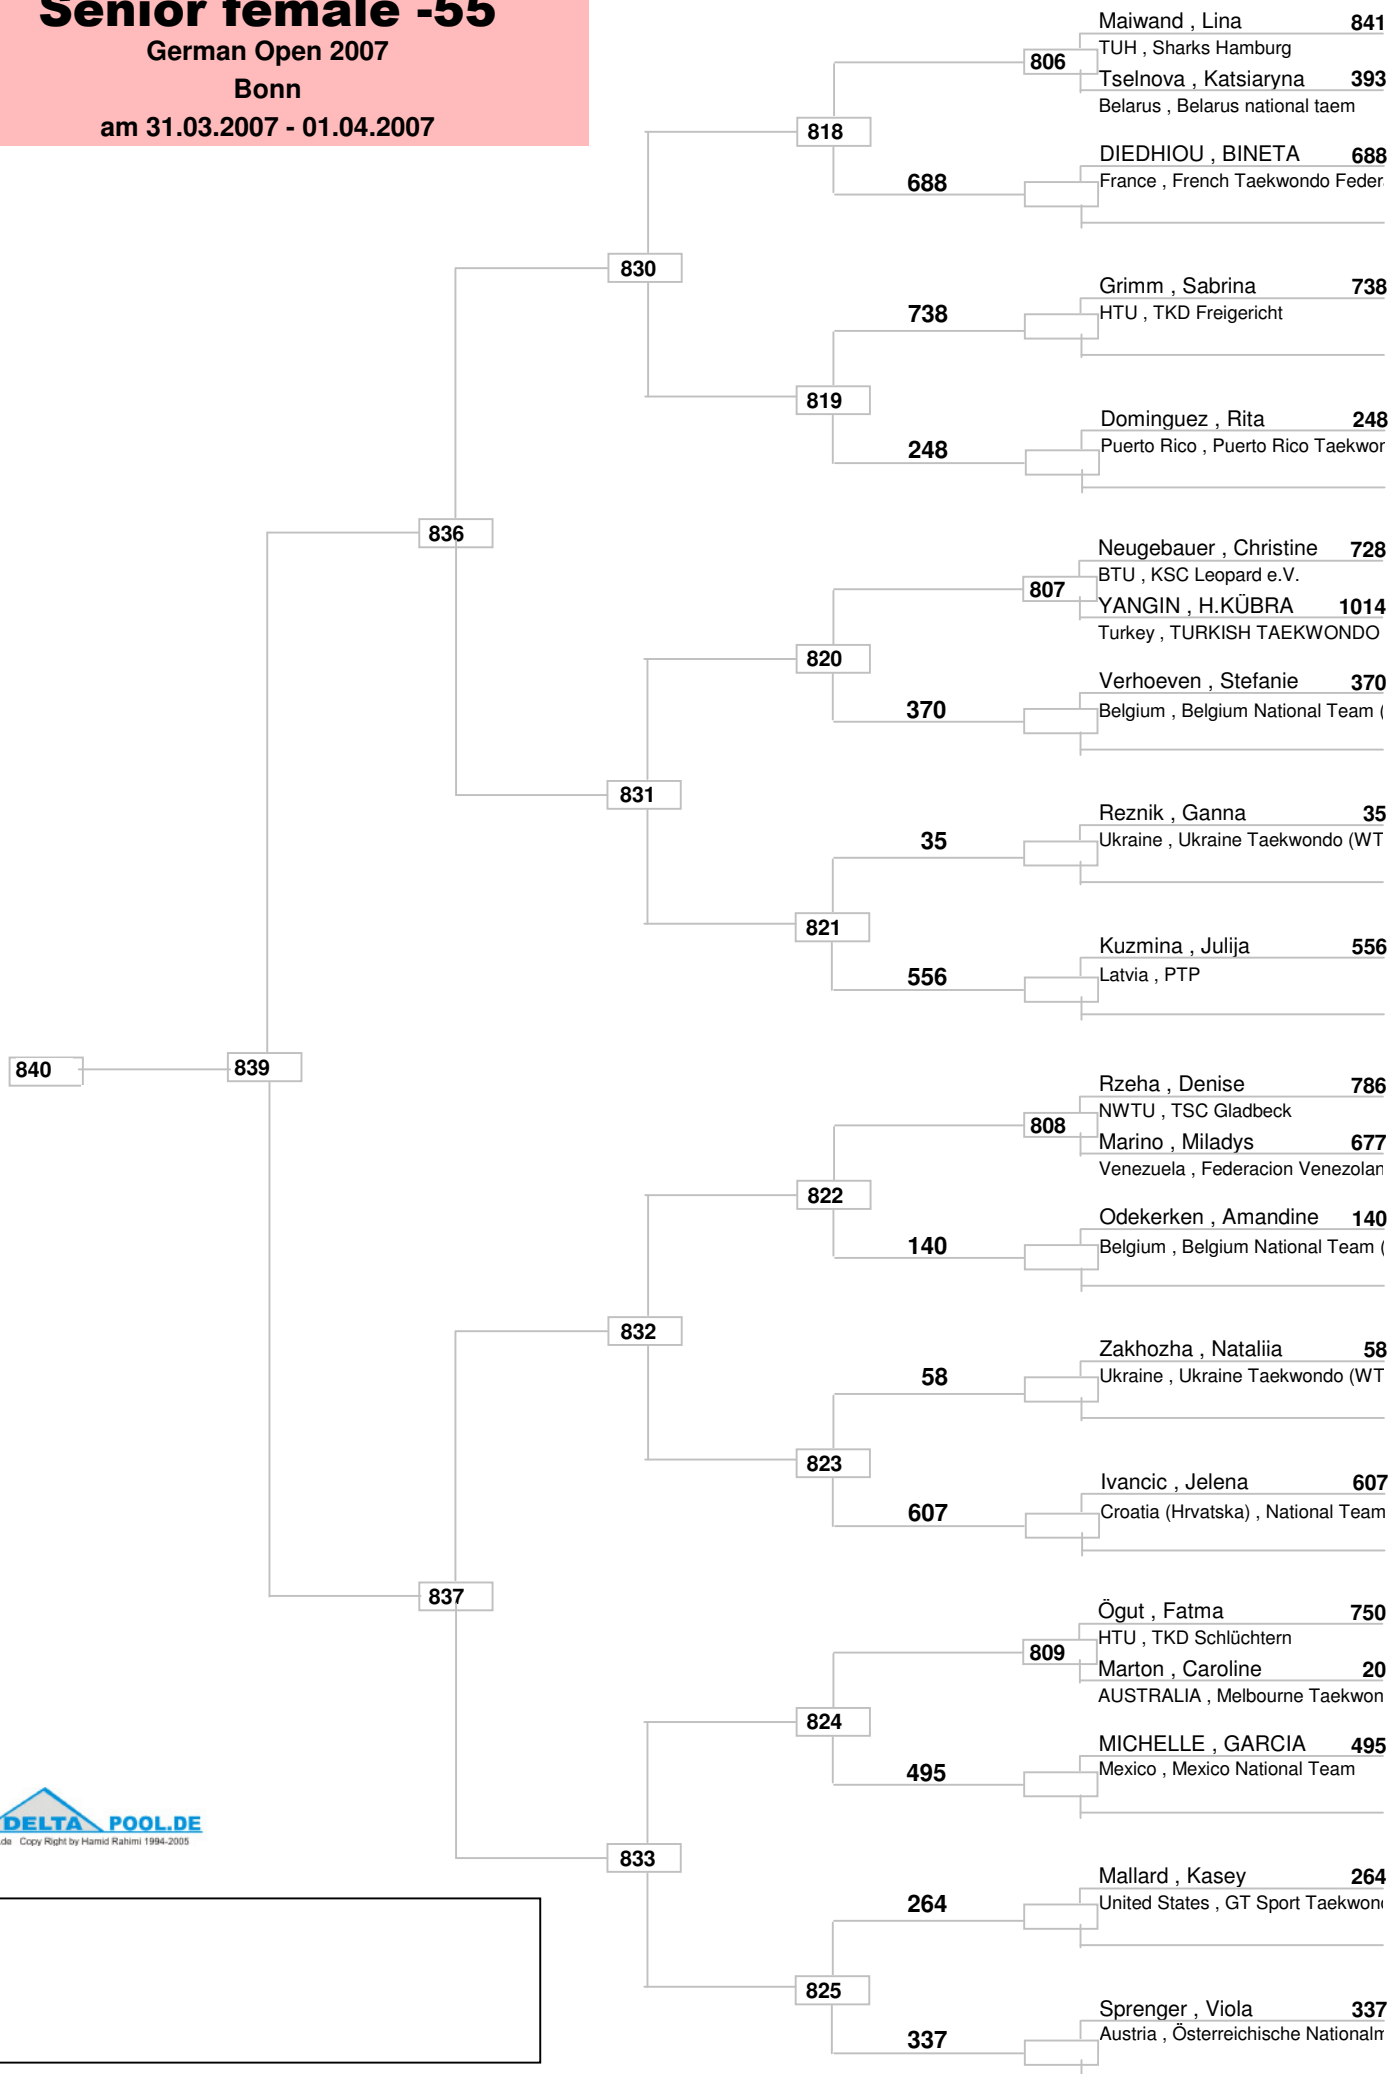 Senior female -55
German Open 2007
Bonn
am 31.03.2007 - 01.04.2007
Maiwand , Lina 841
TUH , Sharks Hamburg
806
Tselnova , Katsiaryna 393
Belarus , Belarus national taem
818
DIEDHIOU , BINETA 688
France , French Taekwondo Feder
688
830
Grimm , Sabrina 738
HTU , TKD Freigericht
738
819
Dominguez , Rita 248
Puerto Rico , Puerto Rico Taekwor
248
836
Neugebauer , Christine 728
BTU , KSC Leopard e.V.
807
YANGIN , H.KÜBRA 1014
Turkey , TURKISH TAEKWONDO
820
Verhoeven , Stefanie 370
Belgium , Belgium National Team (
370
831
Reznik , Ganna 35
Ukraine , Ukraine Taekwondo (WT
35
821
Kuzmina , Julija 556
Latvia , PTP
556
840
839
Rzeha , Denise 786
NWTU , TSC Gladbeck
808
Marino , Miladys 677
Venezuela , Federacion Venezolan
822
Odekerken , Amandine 140
Belgium , Belgium National Team (
140
832
Zakhozha , Nataliia 58
Ukraine , Ukraine Taekwondo (WT
58
823
Ivancic , Jelena 607
Croatia (Hrvatska) , National Team
607
837
Ögut , Fatma 750
HTU , TKD Schlüchtern
809
Marton , Caroline 20
AUSTRALIA , Melbourne Taekwon
824
MICHELLE , GARCIA 495
Mexico , Mexico National Team
495
DELTA POOL.DE
.de Copy Right by Hamid Rahimi 1994-2005
833
Mallard , Kasey 264
United States , GT Sport Taekwon
264
825
Sprenger , Viola 337
Austria , Österreichische Nationalm
337